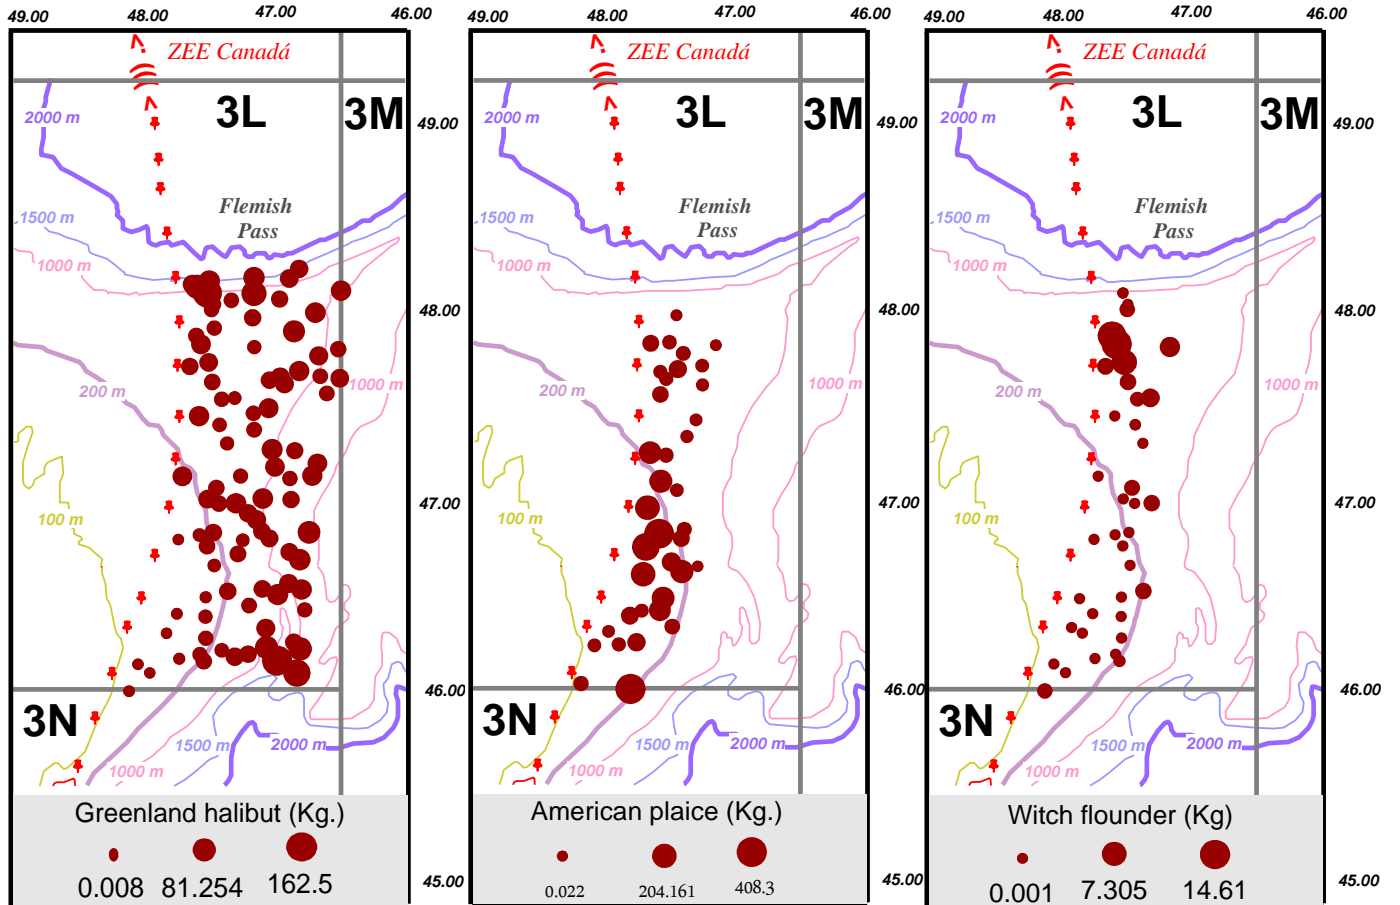 49.00 48.00 47.00 46.00
49.00 48.00 47.00 46.00
49.00 48.00 47.00 46.00
ZEE Canadá
3L
3M
2000 m
Flemish
Pass
1500 m
1000 m
200 m
1000 m
100 m
3N
1500 m
2000 m
1000 m
Greenland halibut (Kg.)
0.008 81.254 162.5
49.00
48.00
47.00
46.00
45.00
ZEE Canadá
3L
2000 m
Flemish
Pass
1500 m
1000 m
200 m
1000 m
100 m
1500 m
2000 m
1000 m
American plaice (Kg.)
0.022 204.161 408.3
49.00
48.00
47.00
46.00
45.00
ZEE Canadá
3L
3M
2000 m
Flemish
Pass
1500 m
1000 m
200 m
1000 m
100 m
3N
1500 m
2000 m
1000 m
Witch flounder (Kg)
0.001 7.305 14.61
49.00
48.00
47.00
46.00
45.00